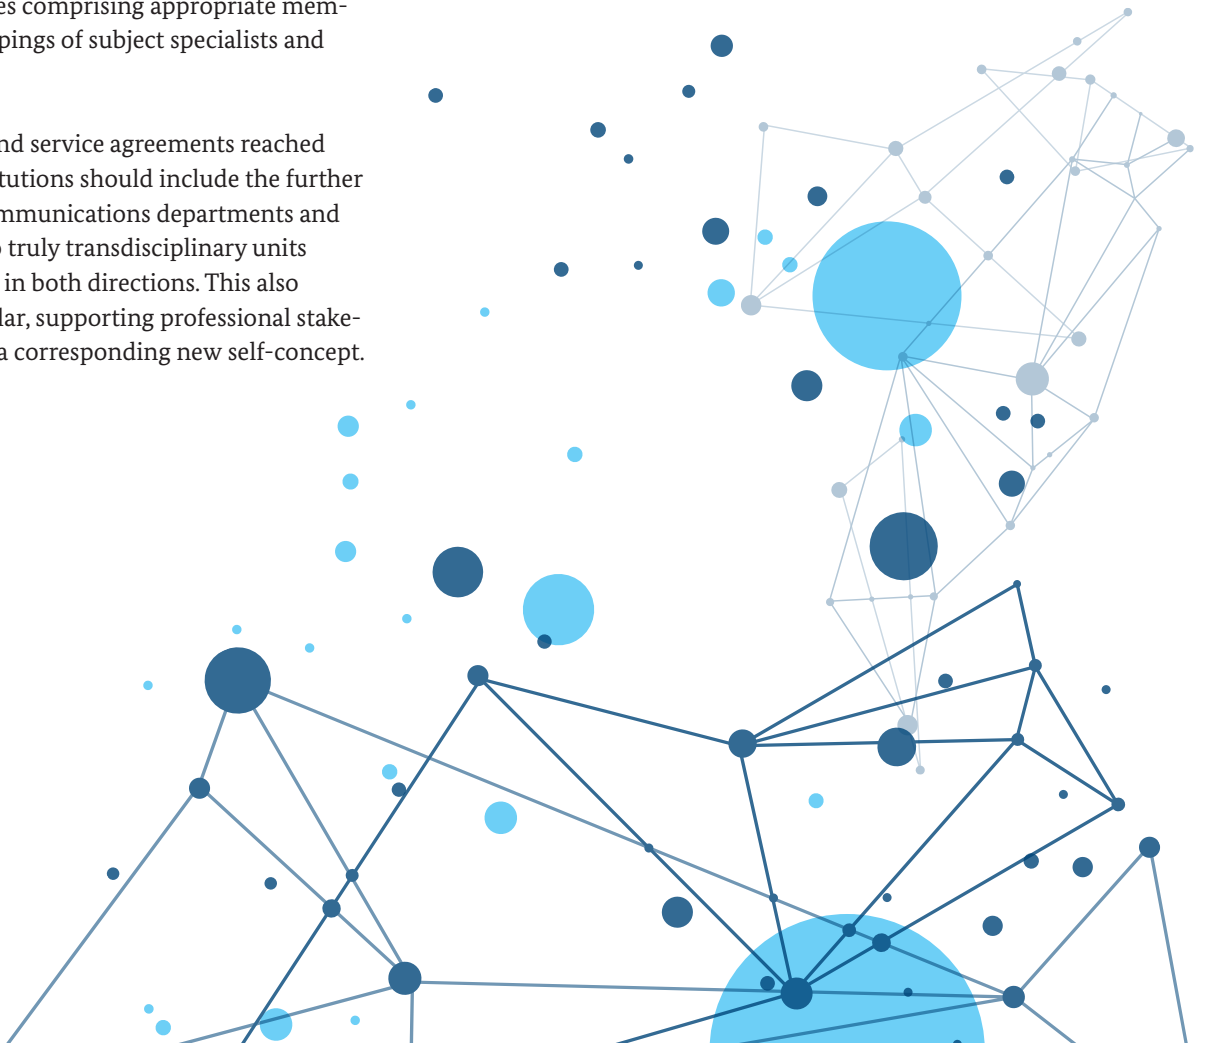 es comprising appropriate mem-
pings of subject specialists and
nd service agreements reached
tutions should include the further
mmunications departments and
truly transdisciplinary units
in both directions. This also
lar, supporting professional stake-
a corresponding new self-concept.